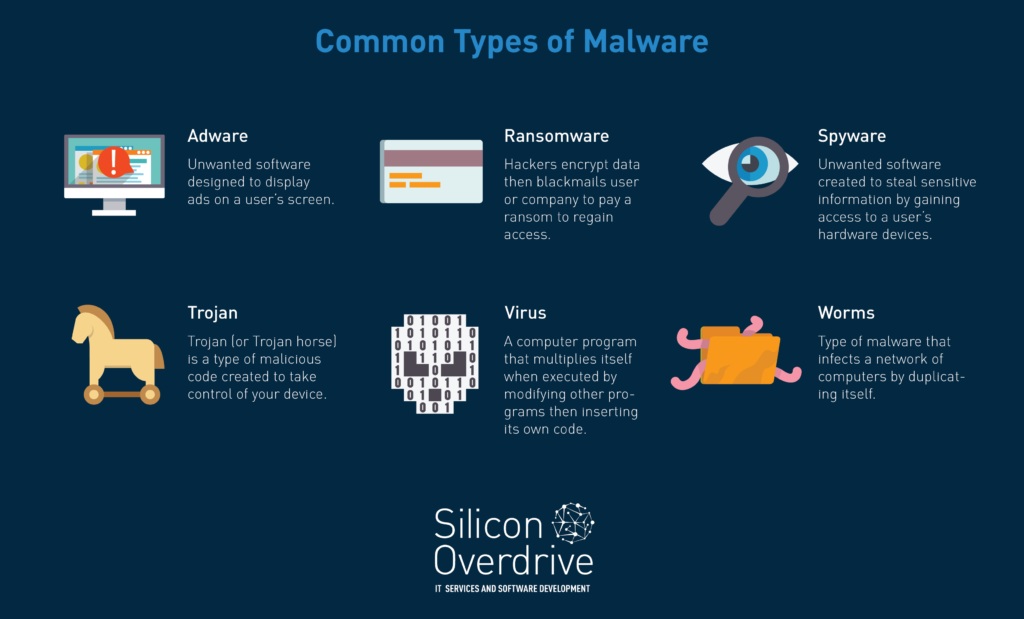 Common Types of Malware
Adware
Unwanted software
designed to display
ads on a user's screen.
Ransomware
Hackers encrypt data
then blackmails user
or company to pay a
ransom to regain
access.
Spyware
Unwanted software
created to steal sensitive
information by gaining
access to a user's
hardware devices.
Trojan
Trojan (or Trojan horse)
is a type of malicious
code created to take
control of your device.
Virus
A computer program
that multiplies itself
when executed by
modifying other pro-
grams then inserting
its own code.
Worms
Type of malware that
infects a network of
computers by duplicat-
ing itself.
Silicon
Overdrive
IT SERVICES AND SOFTWARE DEVELOPMENT